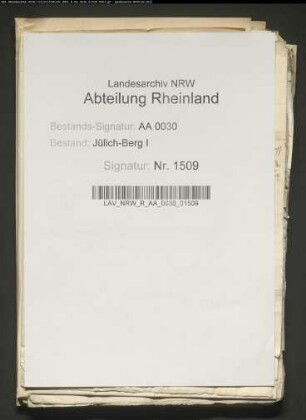 Landesarchiv NRW
Abteilung Rheinland
Bestands-Signatur: AA 0030
Bestand: Jülich-Berg I
Signatur: Nr. 1509
LAV_NRW_R_AA_0030_01509